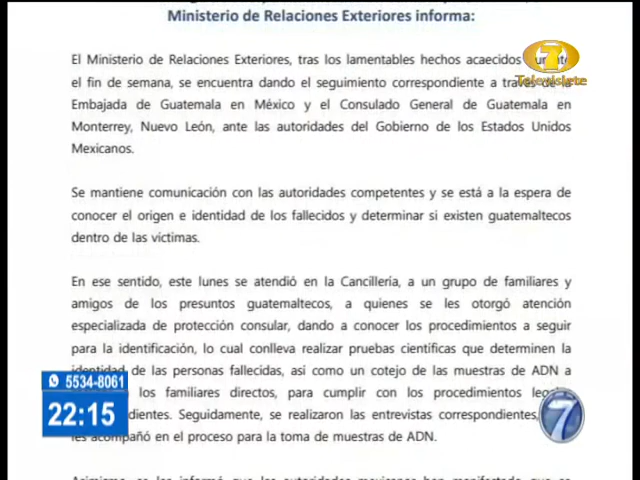 Ministerio de Relaciones Exteriores informa:
El Ministerio de Relaciones Exteriores, tras los lamentables hechos acaecidos
el fin de semana, se encuentra dando el seguimiento correspondiente a través de la
Embajada de Guatemala en México y el Consulado General de Guatemala en
Monterrey, Nuevo León, ante las autoridades del Gobierno de los Estados Unidos
Mexicanos.
Se mantiene comunicación con las autoridades competentes y se está a la espera de
conocer el origen e identidad de los fallecidos y determinar si existen guatemaltecos
dentro de las víctimas.
En ese sentido, este lunes se atendió en la Cancillería, a un grupo de familiares y
amigos de los presuntos guatemaltecos, a quienes se les otorgó atención
especializada de protección consular, dando a conocer los procedimientos a seguir
para la identificación, lo cual conlleva realizar pruebas científicas que determinen la
identidad de las personas fallecidas, así como un cotejo de las muestras de ADN a
los familiares directos, para cumplir con los procedimientos
Seguidamente, se realizaron las entrevistas correspondientes,
les acompañó en el proceso para la toma de muestras de ADN.
7
Televisiete
5534-8061
22:15
7